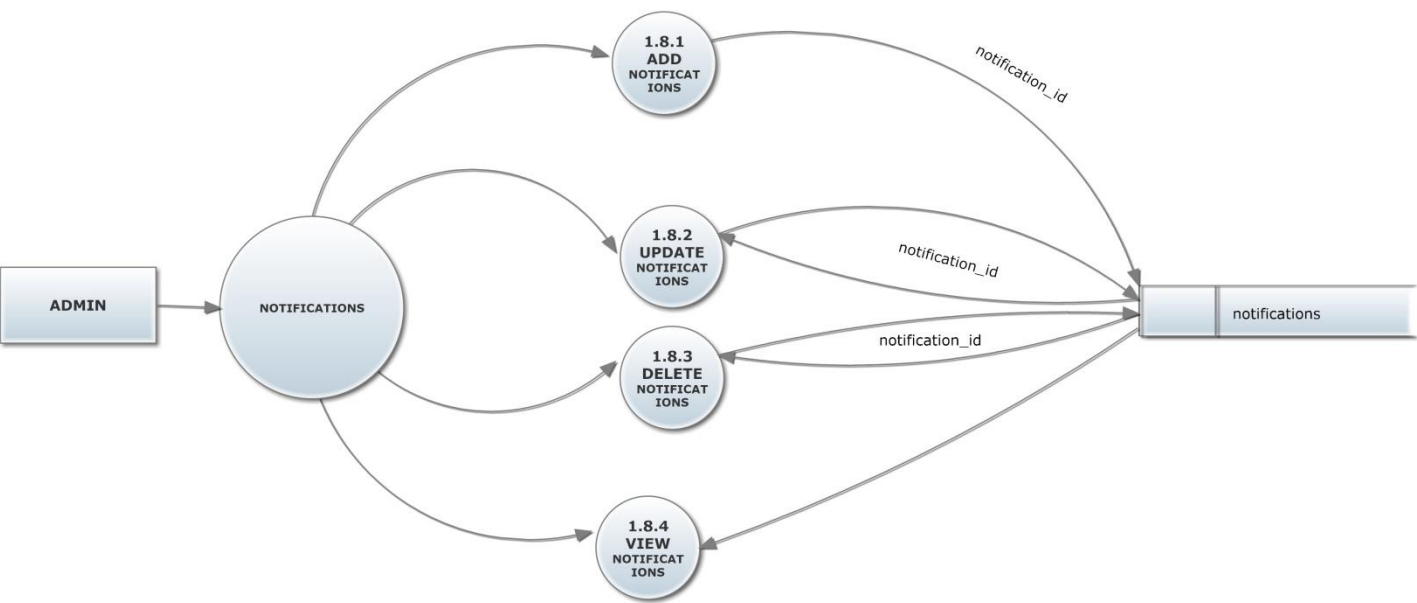 1.8.1
ADD
NOTIFICAT
IONS
notification_id
1.8.2
UPDATE
NOTIFICAT
IONS
notification_id
ADMIN
NOTIFICATIONS
notifications
notification_id
1.8.3
DELETE
NOTIFICAT
IONS
1.8.4
VIEW
NOTIFICAT
IONS